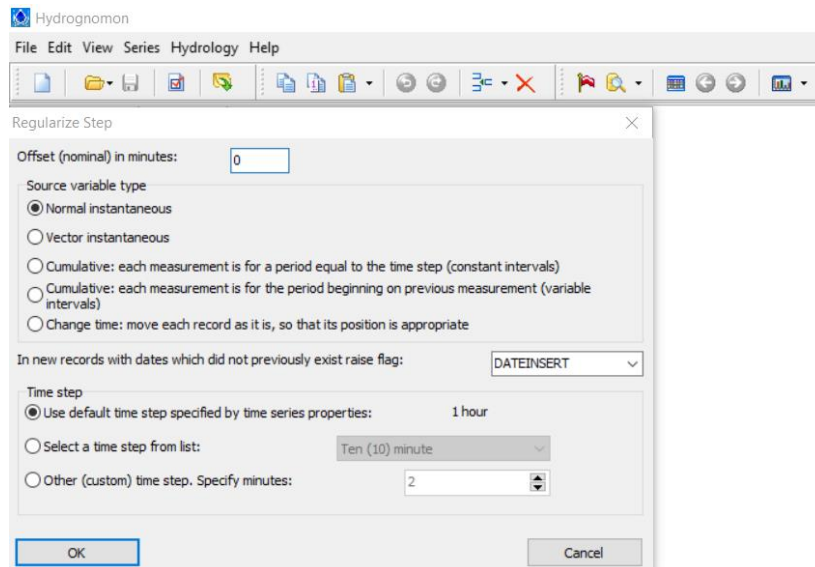 Hydrognomon
File Edit View Series Hydrology Help
Regularize Step
Offset (nominal) in minutes: 0
Source variable type
Normal instantaneous
Vector instantaneous
Cumulative: each measurement is for a period equal to the time step (constant intervals)
Cumulative: each measurement is for the period beginning on previous measurement (variable
intervals)
Change time: move each record as it is, so that its position is appropriate
In new records with dates which did not previously exist raise flag: DATEINSERT
Time step
Use default time step specified by time series properties: 1 hour
Select a time step from list: Ten (10) minute
Other (custom) time step. Specify minutes: 2
OK Cancel